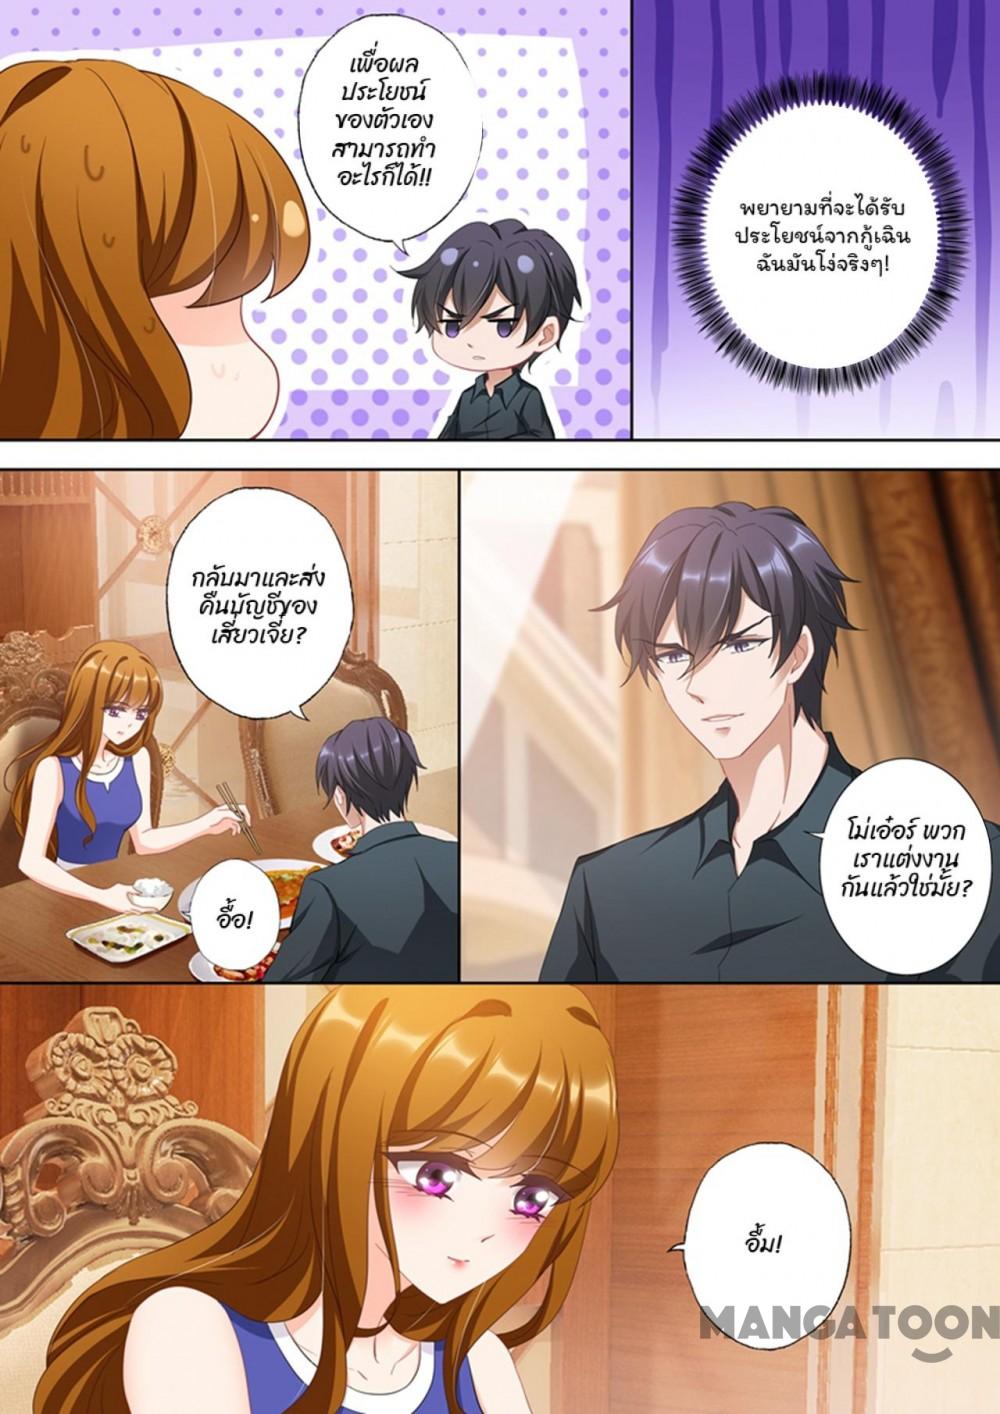 เพื่อผล
ประโยชน์
ของตัวเอง
สามารถทำ
อะไรก็ได้!!
พยายามที่จะได้รับ
ประโยชน์จากกู้เฉิน
ฉันมันโง่จริงๆ!
กลับมาและส่ง
คืนบัญชีของ
เสี่ยวเจี่ย?
อื้อ!
โม่เอ๋อร์ พวก
เราแต่งงาน
กันแล้วใช่มั้ย?
อื้ม!
MANGATOON